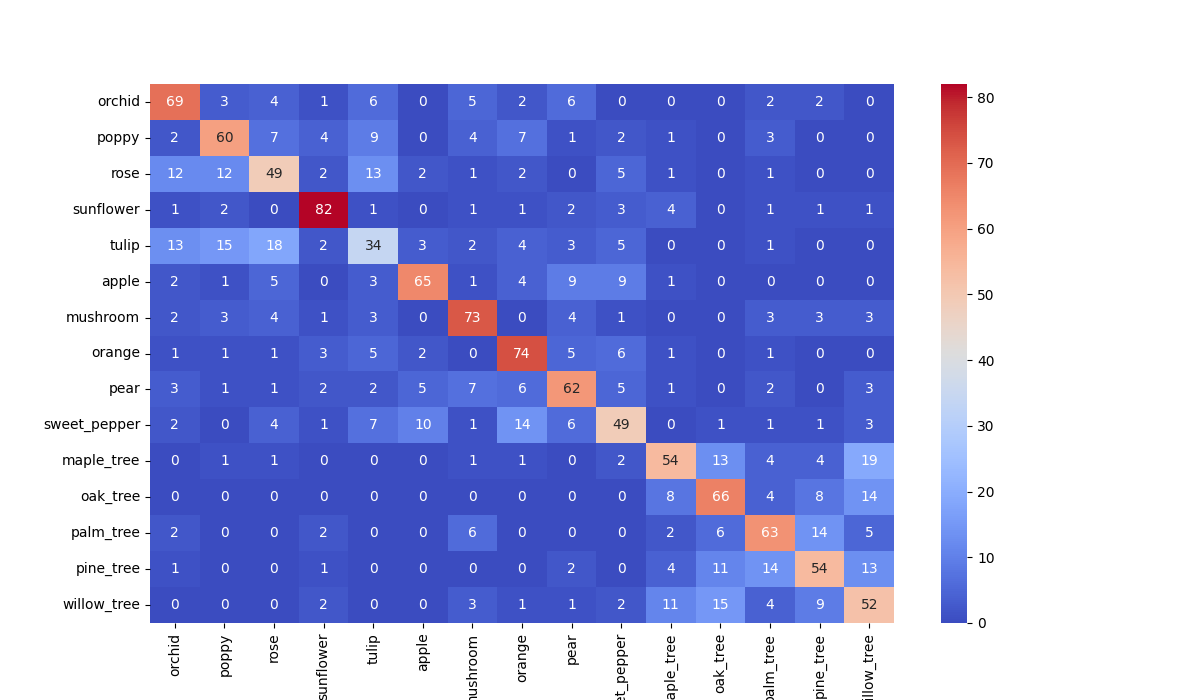 orchid 69 3 4 1 6 0 5 2 6 0 0 0 2 2 0
poppy 2 60 7 4 9 0 4 7 1 2 1 0 3 0 0
rose 12 12 49 2 13 2 1 2 0 5 1 0 1 0 0
sunflower 1 2 0 82 1 0 1 1 2 3 4 0 1 1 1
tulip 13 15 18 2 34 3 2 4 3 5 0 0 1 0 0
apple 2 1 5 0 3 65 1 4 9 9 1 0 0 0 0
mushroom 2 3 4 1 3 0 73 0 4 1 0 0 3 3 3
orange 1 1 1 3 5 2 0 74 5 6 1 0 1 0 0
pear 3 1 1 2 2 5 7 6 62 5 1 0 2 0 3
sweet_pepper 2 0 4 1 7 10 1 14 6 49 0 1 1 1 3
maple_tree 0 1 1 0 0 0 1 1 0 2 54 13 4 4 19
oak_tree 0 0 0 0 0 0 0 0 0 0 8 66 4 8 14
palm_tree 2 0 0 2 0 0 6 0 0 0 2 6 63 14 5
pine_tree 1 0 0 1 0 0 0 0 2 0 4 11 14 54 13
willow_tree 0 0 0 2 0 0 3 1 1 2 11 15 4 9 52
orchid poppy rose sunflower tulip apple mushroom orange pear et_pepper aple_tree oak_tree palm_tree pine_tree illow_tree
80
70
60
50
40
30
20
10
0